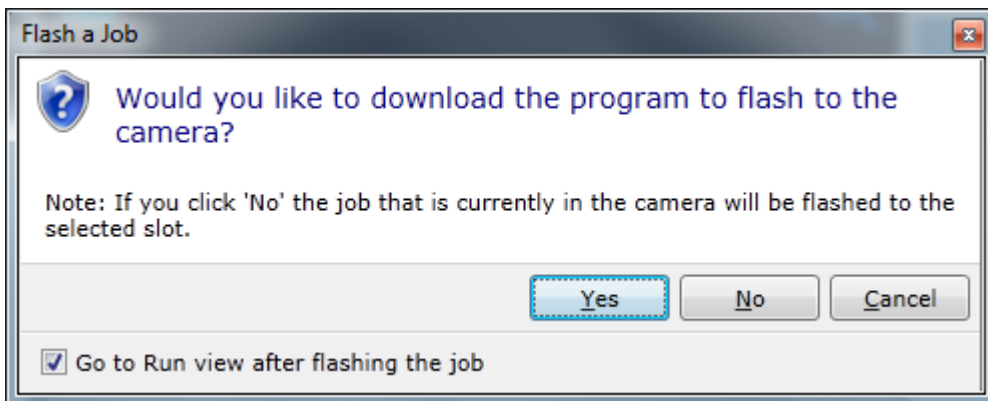 Flash a Job
Would you like to download the program to flash to the
camera?
Note: If you click 'No' the job that is currently in the camera will be flashed to the
selected slot.
Yes No Cancel
Go to Run view after flashing the job